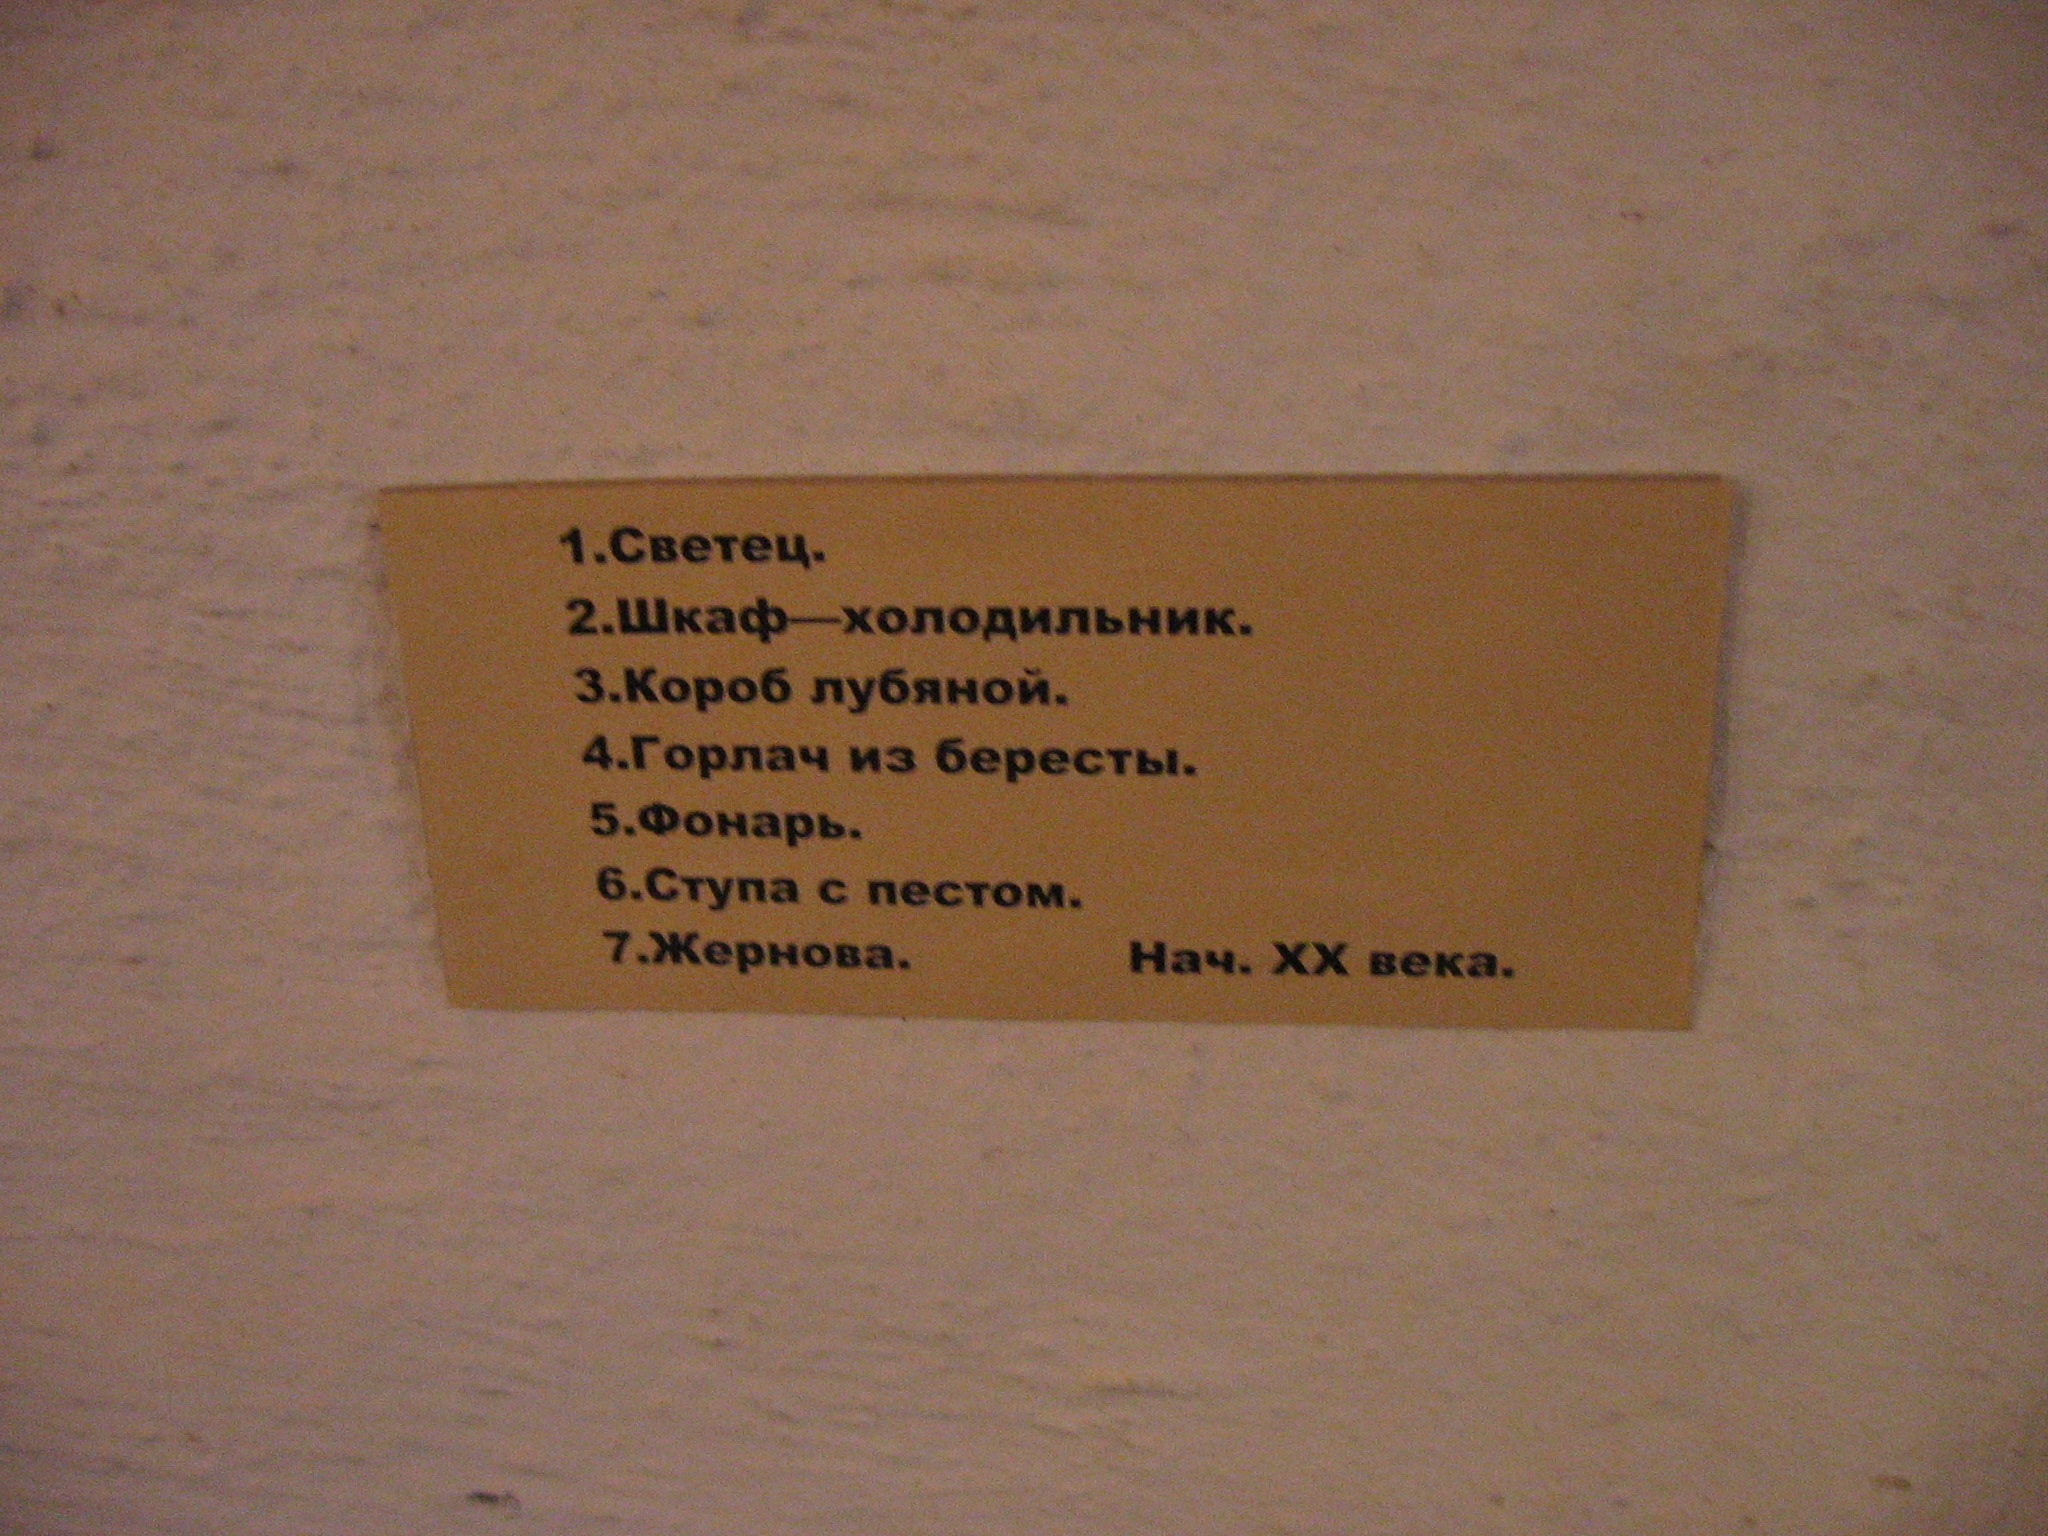 1.Светец.
2.Шкаф—холодильник.
3.Короб лубяной.
4.Горлач из бересты.
5.Фонарь.
6.Ступа с пестом.
7.Жернова. Нач. XX века.